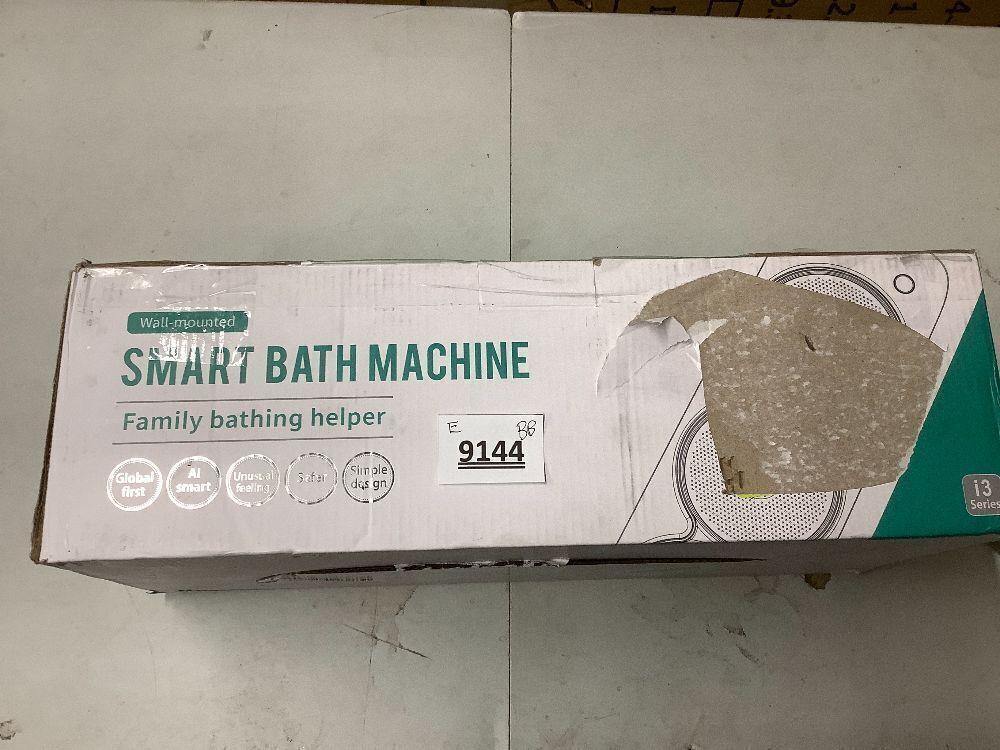 Wall-mounted
SMART BATH MACHINE
Family bathing helper
Global first
AI smart
Unusual feeling
Safer
Simple design
E BB
9144
i3
Series